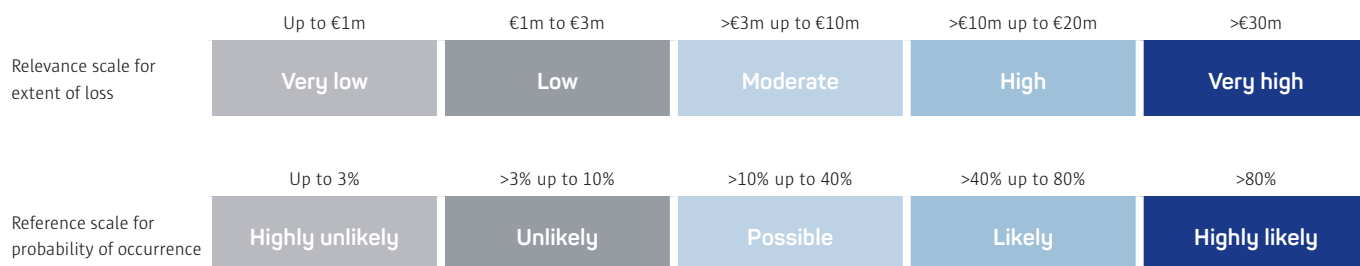 Up to €1m €1m to €3m >€3m up to €10m >€10m up to €20m >€30m
Relevance scale for
extent of loss
Very low Low Moderate High Very high
Up to 3% >3% up to 10% >10% up to 40% >40% up to 80% >80%
Reference scale for
probability of occurrence
Highly unlikely Unlikely Possible Likely Highly likely